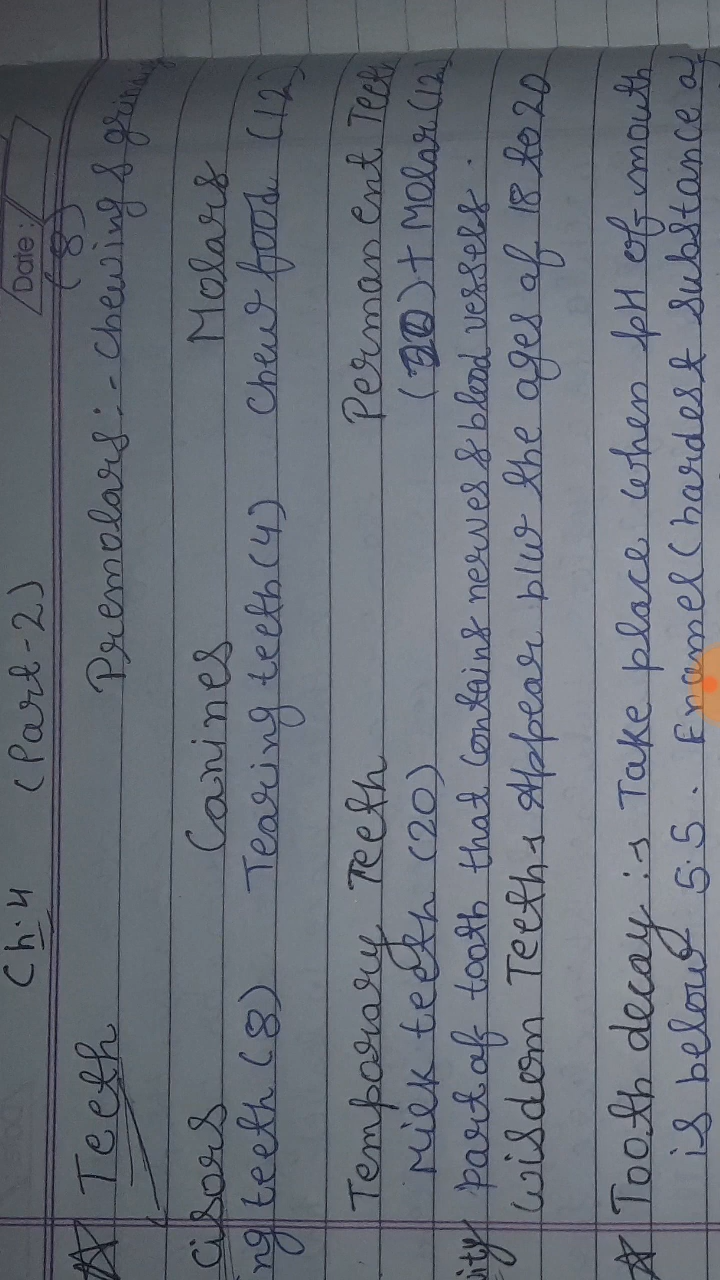 Ch. 4 (Part-2)
Date:
(8)
Teeth Premolars :- Chewing &
cisors Canines Molars
ng teeth (8) Tearing teeth (4) Chew food (12)
Temporary Teeth Permanent Teeth
Milk teeth (20) (20) + Molar (12
ity part of tooth that contains nerves & blood vessels.
Wisdom Teeth → Appear b/w the ages of 18 to 20
Tooth decay :→ Take place when pH of mouth
is below 5.5. Enamel (hardest substance